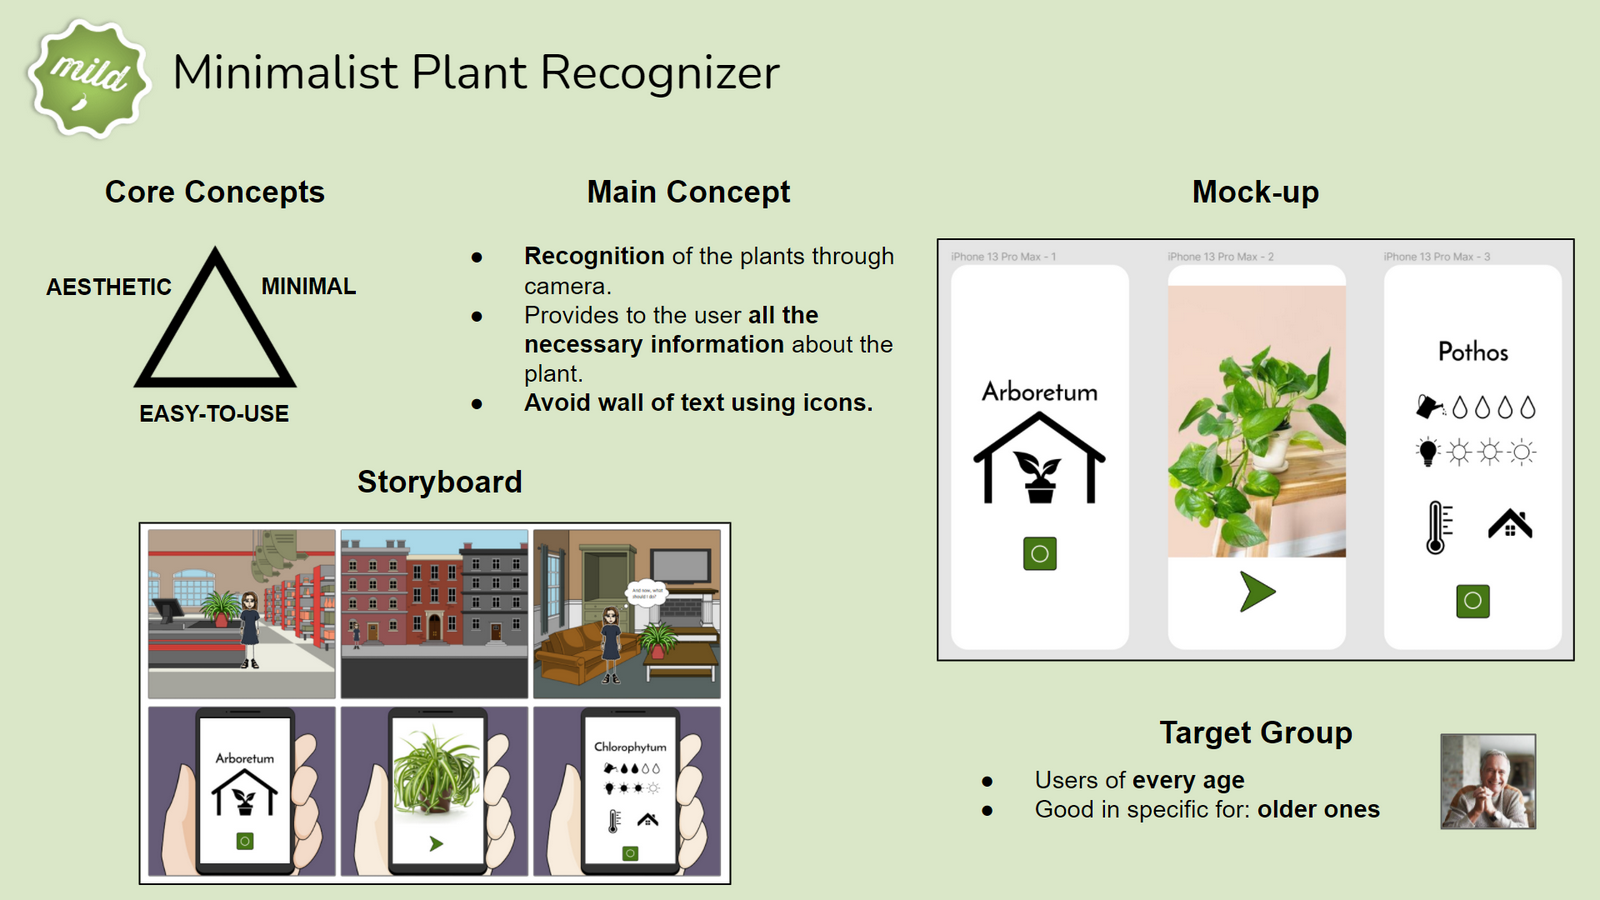 mild
Minimalist Plant Recognizer
Core Concepts
AESTHETIC
MINIMAL
EASY-TO-USE
Main Concept
● Recognition of the plants through
camera.
● Provides to the user all the
necessary information about the
plant.
● Avoid wall of text using icons.
Mock-up
iPhone 13 Pro Max - 1
iPhone 13 Pro Max - 2
iPhone 13 Pro Max - 3
Arboretum
Pothos
Storyboard
And now, what
should I do?
Arboretum
Chlorophytum
Target Group
● Users of every age
● Good in specific for: older ones